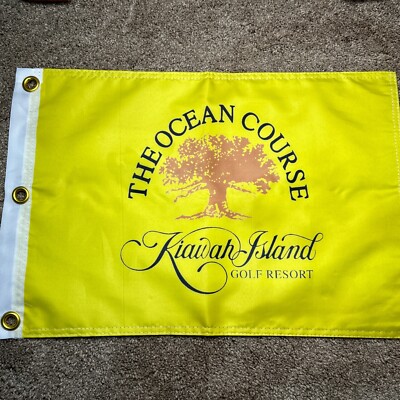 THE OCEAN COURSE
Kiawah Island
GOLF RESORT